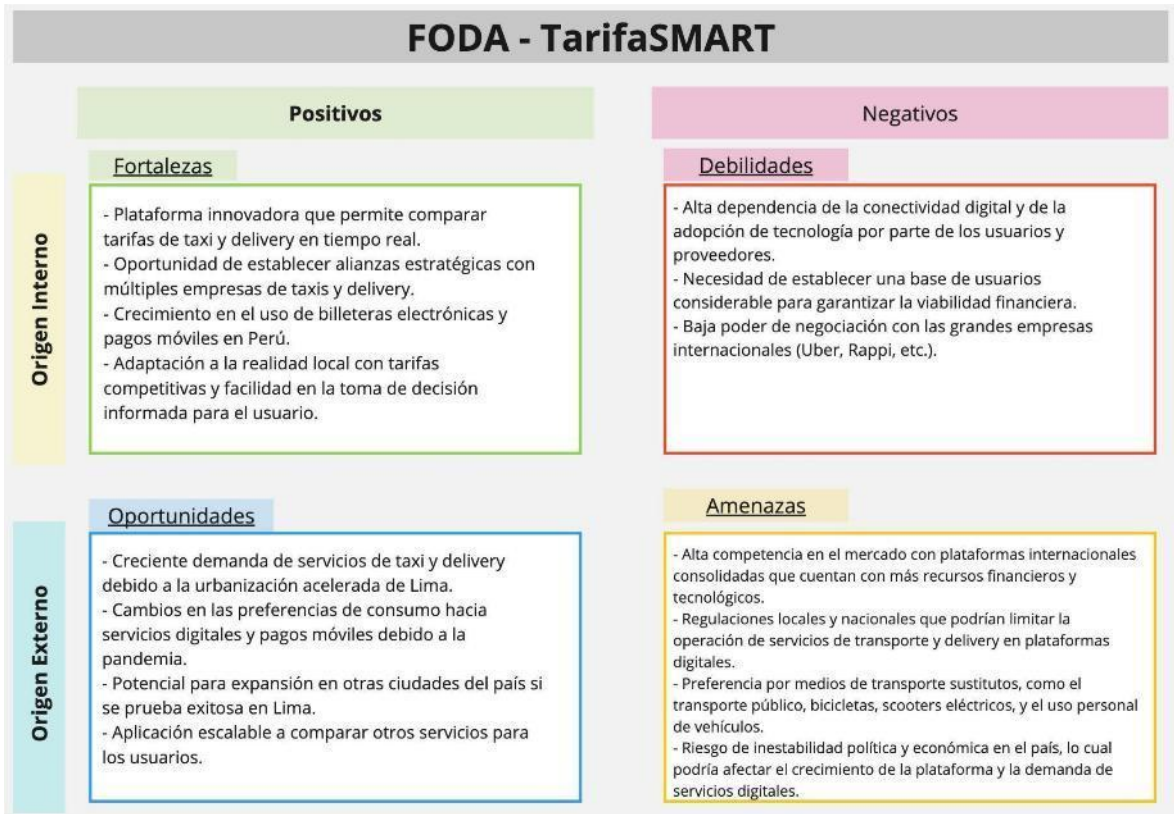 FODA - TarifaSMART
Positivos
Negativos
Origen Interno
Fortalezas
- Plataforma innovadora que permite comparar
tarifas de taxi y delivery en tiempo real.
- Oportunidad de establecer alianzas estratégicas con
múltiples empresas de taxis y delivery.
- Crecimiento en el uso de billeteras electrónicas y
pagos móviles en Perú.
- Adaptación a la realidad local con tarifas
competitivas y facilidad en la toma de decisión
informada para el usuario.
Debilidades
- Alta dependencia de la conectividad digital y de la
adopción de tecnología por parte de los usuarios y
proveedores.
- Necesidad de establecer una base de usuarios
considerable para garantizar la viabilidad financiera.
- Baja poder de negociación con las grandes empresas
internacionales (Uber, Rappi, etc.).
Origen Externo
Oportunidades
- Creciente demanda de servicios de taxi y delivery
debido a la urbanización acelerada de Lima.
- Cambios en las preferencias de consumo hacia
servicios digitales y pagos móviles debido a la
pandemia.
- Potencial para expansión en otras ciudades del país si
se prueba exitosa en Lima.
- Aplicación escalable a comparar otros servicios para
los usuarios.
Amenazas
- Alta competencia en el mercado con plataformas internacionales
consolidadas que cuentan con más recursos financieros y
tecnológicos.
- Regulaciones locales y nacionales que podrían limitar la
operación de servicios de transporte y delivery en plataformas
digitales.
- Preferencia por medios de transporte sustitutos, como el
transporte público, bicicletas, scooters eléctricos, y el uso personal
de vehículos.
- Riesgo de inestabilidad política y económica en el país, lo cual
podría afectar el crecimiento de la plataforma y la demanda de
servicios digitales.